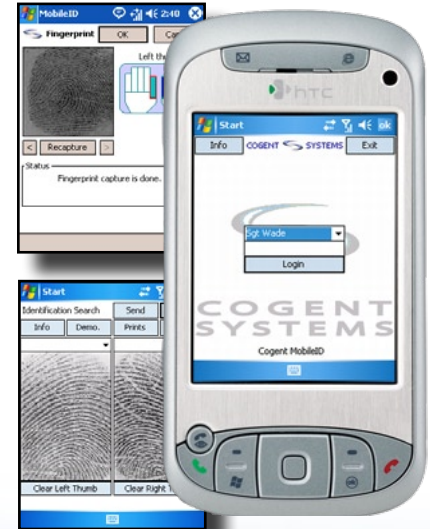 MobileID 2:40
Fingerprint OK
Left
< Recapture >
Status
Fingerprint capture is done.
Start
Identification Search Send
Info Demo. Prints
Clear Left Thumb Clear Right
hTC
Start ok
Info COGENT SYSTEMS Exit
Sgt Wade
Login
COGENT
SYSTEMS
Cogent MobileID